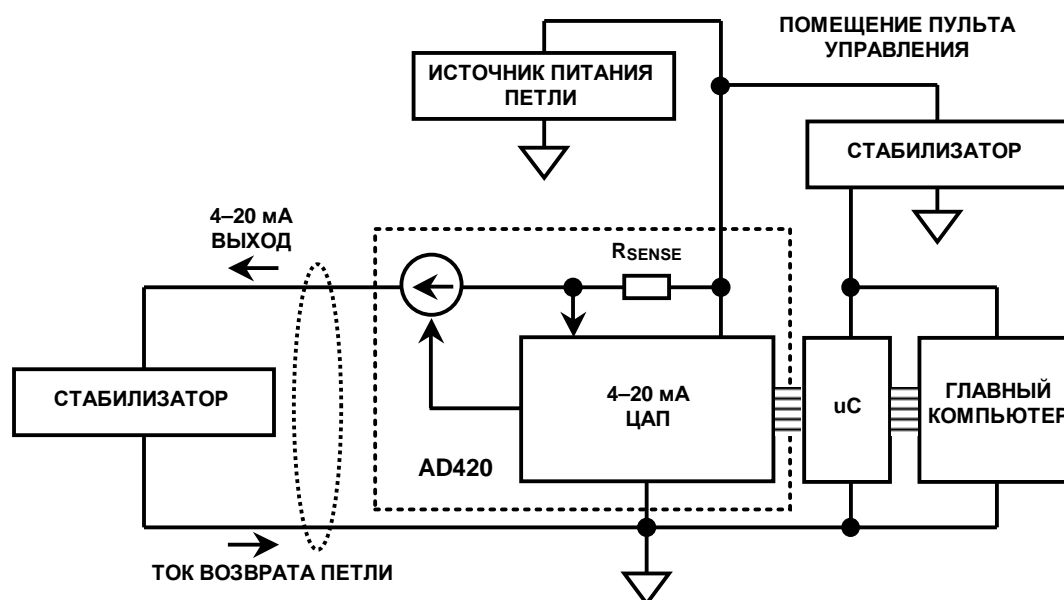 ПОМЕЩЕНИЕ ПУЛЬТА
УПРАВЛЕНИЯ
ИСТОЧНИК ПИТАНИЯ
ПЕТЛИ
СТАБИЛИЗАТОР
4–20 мА
ВЫХОД
RSENSE
СТАБИЛИЗАТОР
4–20 мА
ЦАП
uC
ГЛАВНЫЙ
КОМПЬЮТЕР
AD420
ТОК ВОЗВРАТА ПЕТЛИ